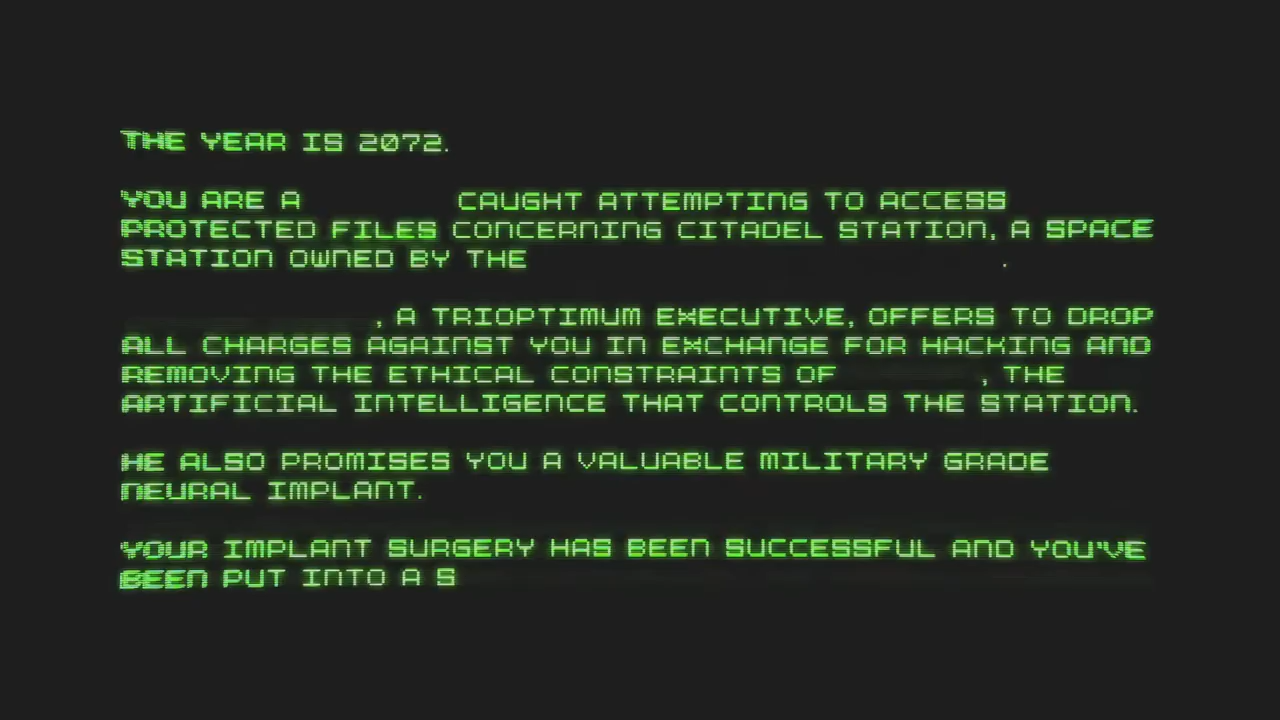 THE YEAR IS 2072.
YOU ARE A CAUGHT ATTEMPTING TO ACCESS
PROTECTED FILES CONCERNING CITADEL STATION, A SPACE
STATION OWNED BY THE .
, A TRIOPTIMUM EXECUTIVE, OFFERS TO DROP
ALL CHARGES AGAINST YOU IN EXCHANGE FOR HACKING AND
REMOVING THE ETHICAL CONSTRAINTS OF , THE
ARTIFICIAL INTELLIGENCE THAT CONTROLS THE STATION.
HE ALSO PROMISES YOU A VALUABLE MILITARY GRADE
NEURAL IMPLANT.
YOUR IMPLANT SURGERY HAS BEEN SUCCESSFUL AND YOU'VE
BEEN PUT INTO A S